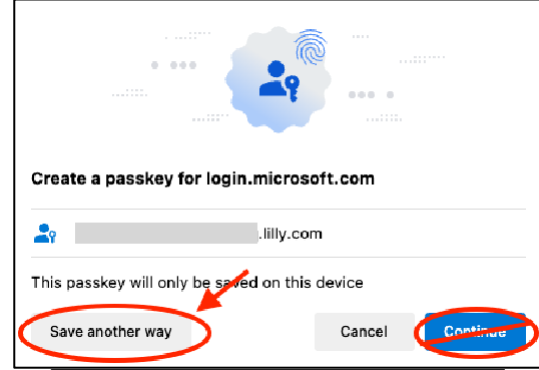 Create a passkey for login.microsoft.com
.lilly.com
This passkey will only be saved on this device
Save another way
Cancel
Continue